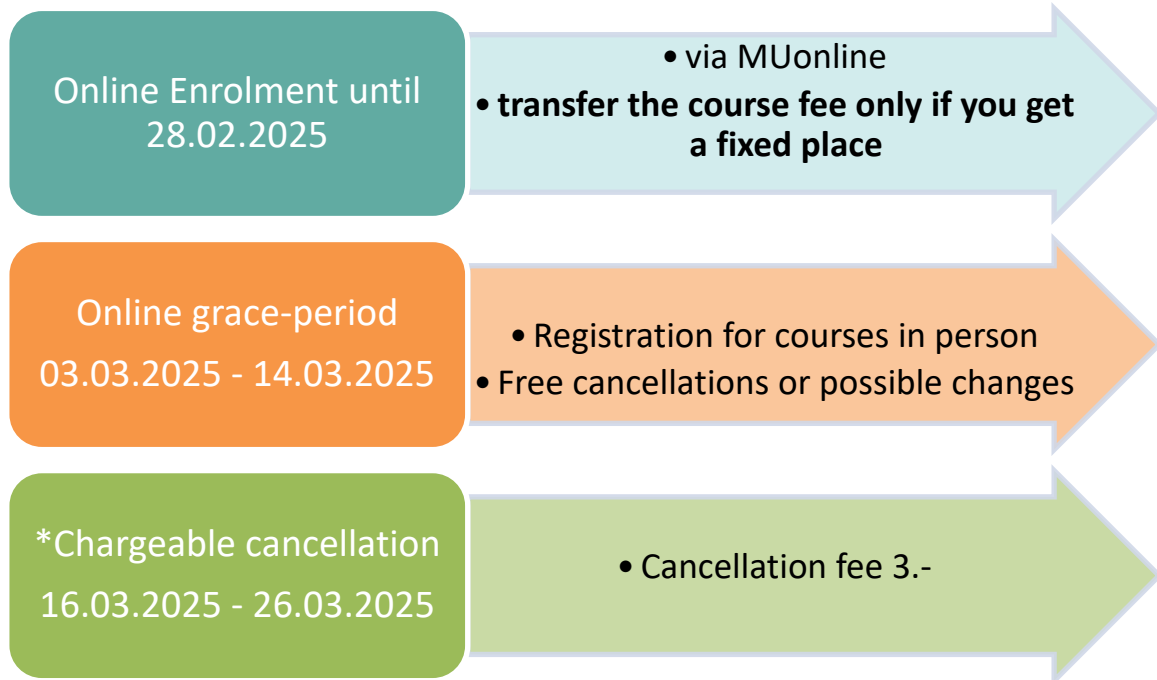 Online Enrolment until
28.02.2025
• via MUonline
• transfer the course fee only if you get
a fixed place
Online grace-period
03.03.2025 - 14.03.2025
• Registration for courses in person
• Free cancellations or possible changes
*Chargeable cancellation
16.03.2025 - 26.03.2025
• Cancellation fee 3.-